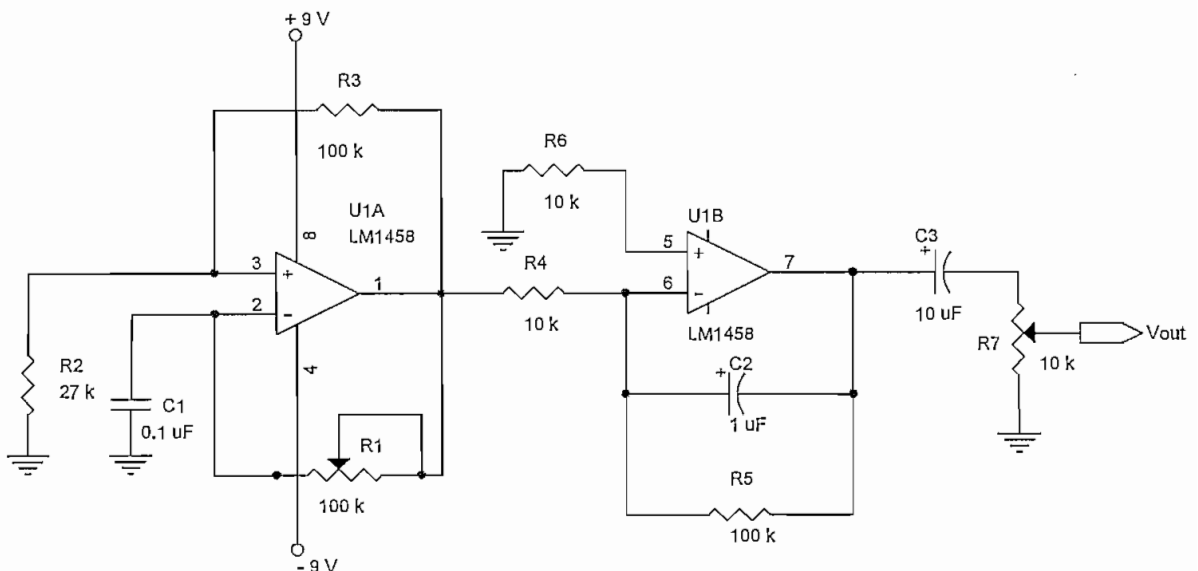 + 9 V
R3
100 k
R6
10 k
U1A
LM1458
8
3
+
2
-
1
4
R4
10 k
U1B
5
+
6
-
7
LM1458
C3
+
10 uF
R7
10 k
Vout
R2
27 k
C1
0.1 uF
R1
100 k
C2
+
1 uF
R5
100 k
- 9 V